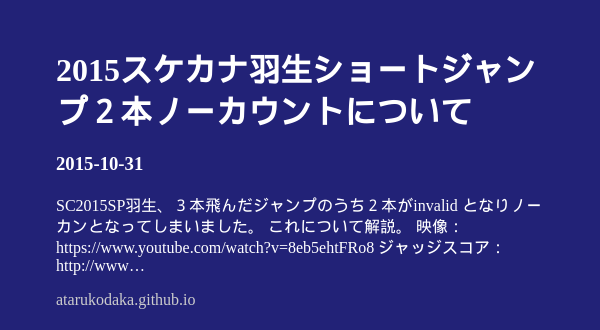 2015スケカナ羽生ショートジャン
プ２本ノーカウントについて
2015-10-31
SC2015SP羽生、３本飛んだジャンプのうち２本がinvalid となりノー
カンとなってしまいました。 これについて解説。 映像：
https://www.youtube.com/watch?v=8eb5ehtFRo8 ジャッジスコア：
http://www…
atarukodaka.github.io